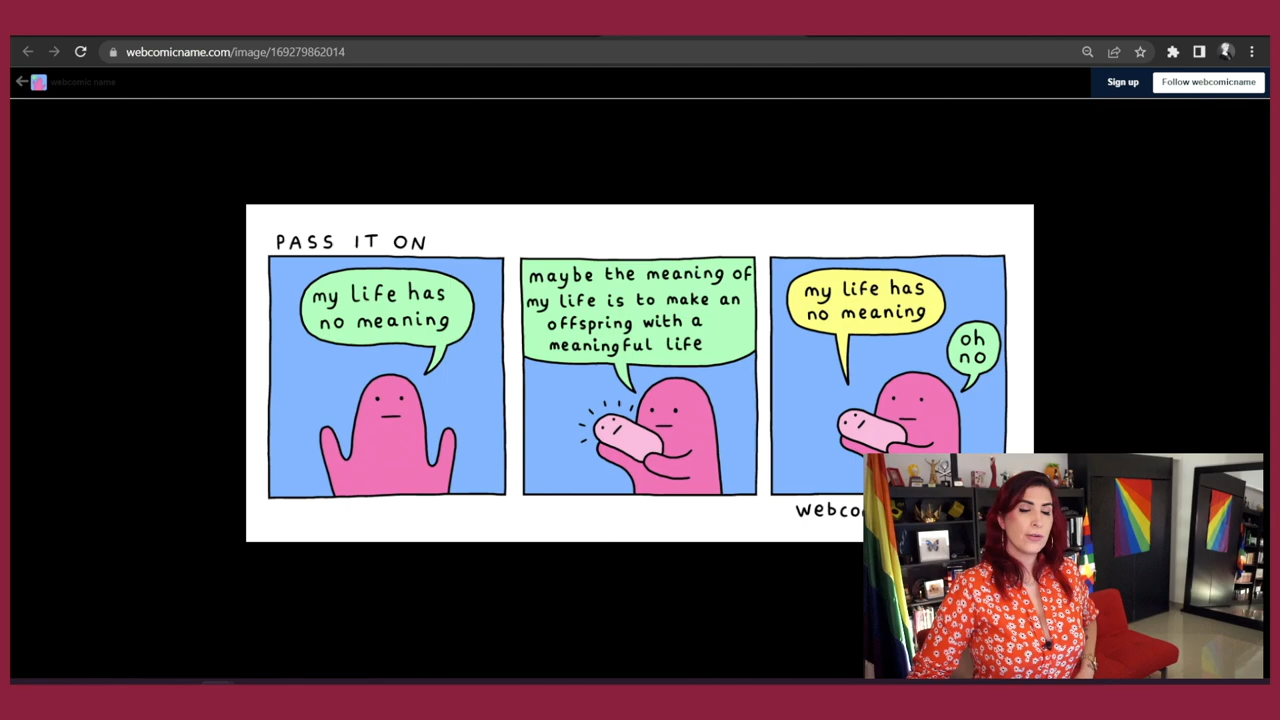 webcomicname.com/image/169279862014
webcomic name
Sign up
Follow webcomicname
PASS IT ON
my life has
no meaning
maybe the meaning of
my life is to make an
offspring with a
meaningful life
my life has
no meaning
oh
no
webco